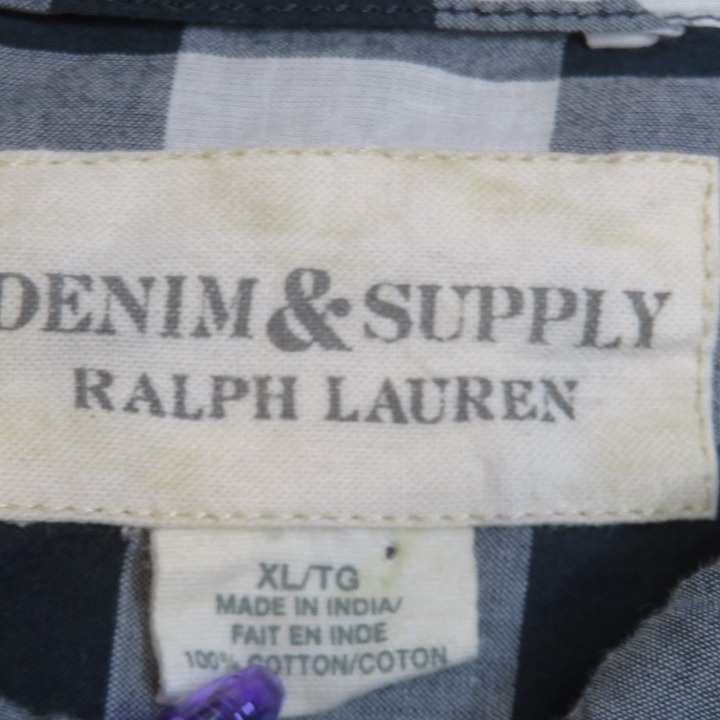 DENIM & SUPPLY
RALPH LAUREN
XL/TG
MADE IN INDIA/
FAIT EN INDE
100% COTTON/COTON